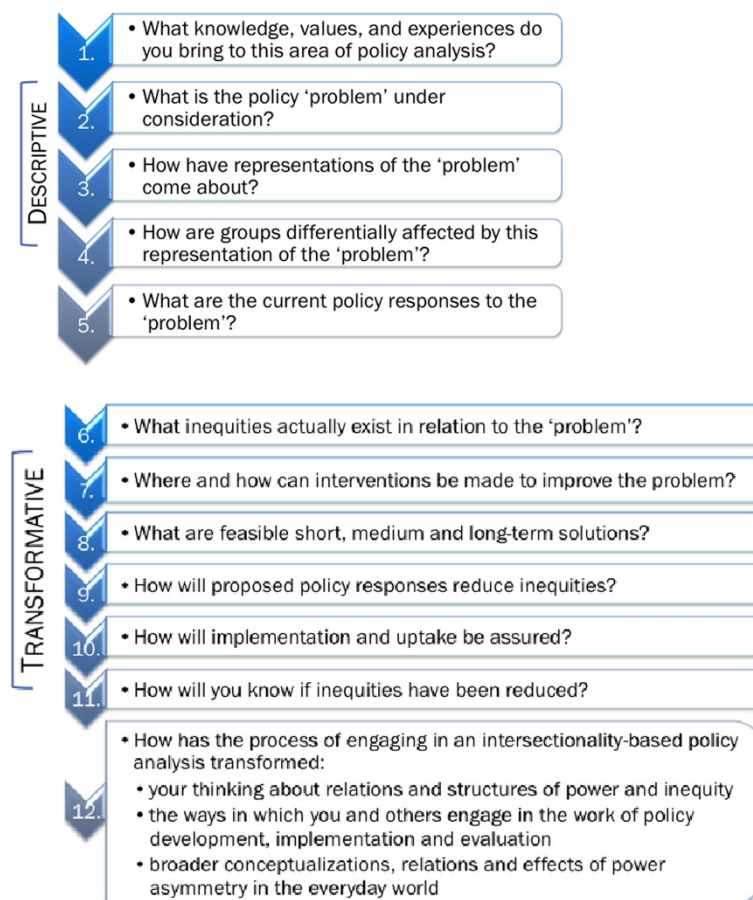 DESCRIPTIVE
1.
• What knowledge, values, and experiences do
you bring to this area of policy analysis?
2.
• What is the policy ‘problem’ under
consideration?
3.
• How have representations of the ‘problem’
come about?
4.
• How are groups differentially affected by this
representation of the ‘problem’?
5.
• What are the current policy responses to the
‘problem’?
TRANSFORMATIVE
6.
• What inequities actually exist in relation to the ‘problem’?
7.
• Where and how can interventions be made to improve the problem?
8.
• What are feasible short, medium and long-term solutions?
9.
• How will proposed policy responses reduce inequities?
10.
• How will implementation and uptake be assured?
11.
• How will you know if inequities have been reduced?
12.
• How has the process of engaging in an intersectionality-based policy
analysis transformed:
• your thinking about relations and structures of power and inequity
• the ways in which you and others engage in the work of policy
development, implementation and evaluation
• broader conceptualizations, relations and effects of power
asymmetry in the everyday world